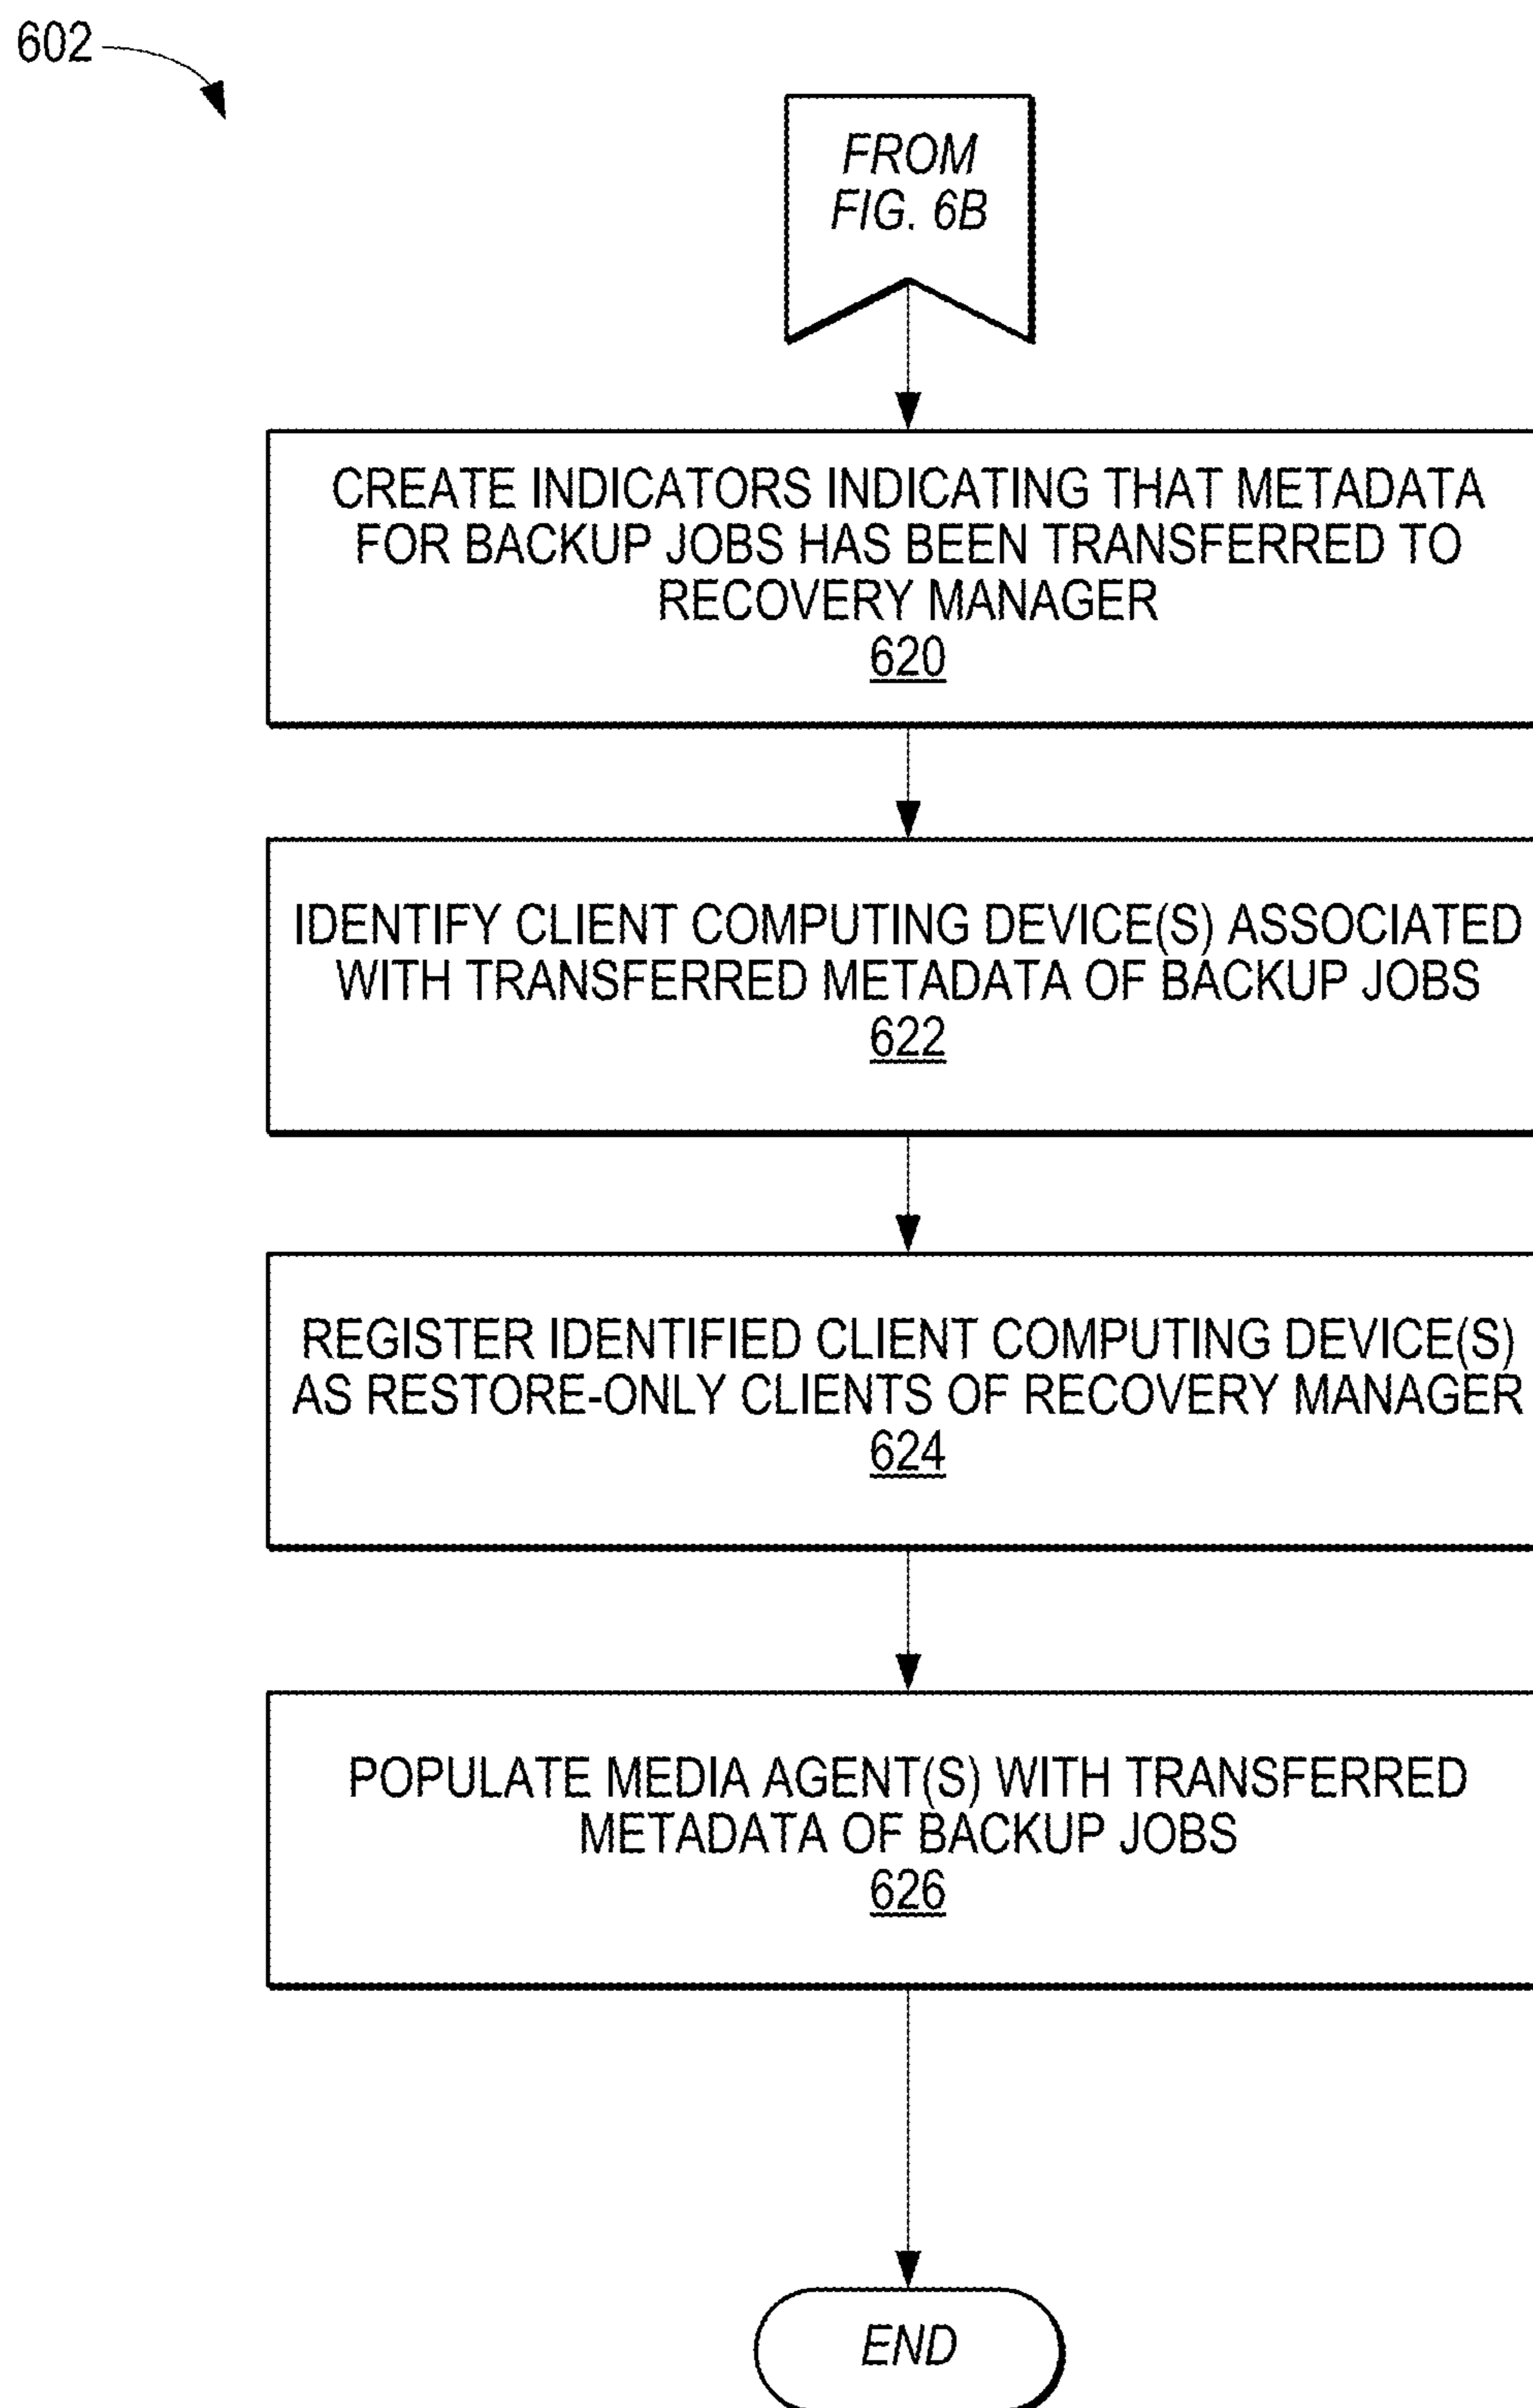 602
FROM
FIG. 6B
CREATE INDICATORS INDICATING THAT METADATA
FOR BACKUP JOBS HAS BEEN TRANSFERRED TO
RECOVERY MANAGER
620
IDENTIFY CLIENT COMPUTING DEVICE(S) ASSOCIATED
WITH TRANSFERRED METADATA OF BACKUP JOBS
622
REGISTER IDENTIFIED CLIENT COMPUTING DEVICE(S)
AS RESTORE-ONLY CLIENTS OF RECOVERY MANAGER
624
POPULATE MEDIA AGENT(S) WITH TRANSFERRED
METADATA OF BACKUP JOBS
626
END